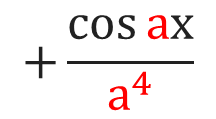 + cos ax / a⁴